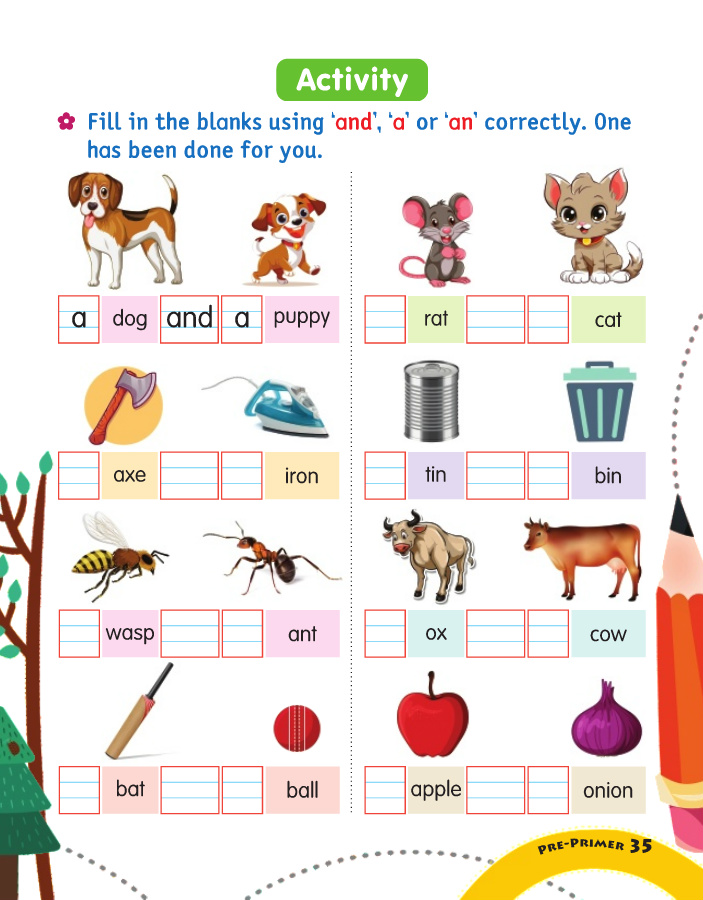 Activity
Fill in the blanks using ‘and’, ‘a’ or ‘an’ correctly. One
has been done for you.
a dog and a puppy
rat cat
axe iron
tin bin
wasp ant
ox cow
bat ball
apple onion
PRE-PRIMER 35